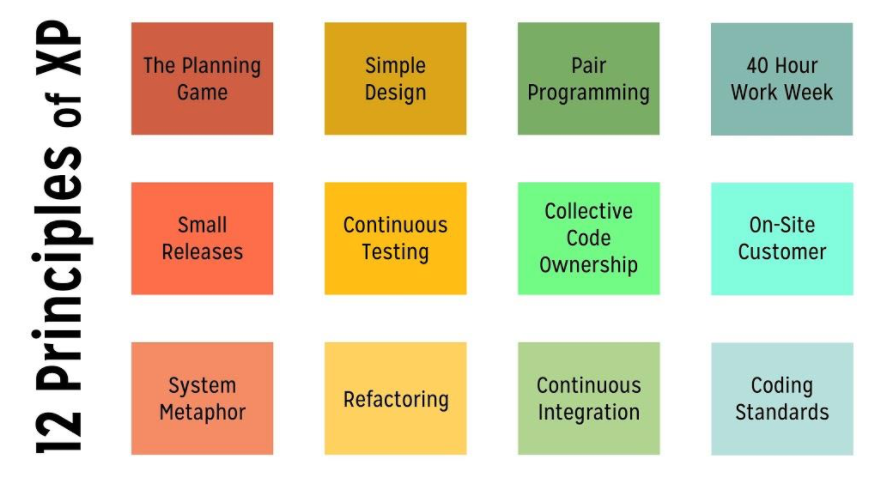 12 Principles of XP
The Planning
Game
Simple
Design
Pair
Programming
40 Hour
Work Week
Small
Releases
Continuous
Testing
Collective
Code
Ownership
On-Site
Customer
System
Metaphor
Refactoring
Continuous
Integration
Coding
Standards